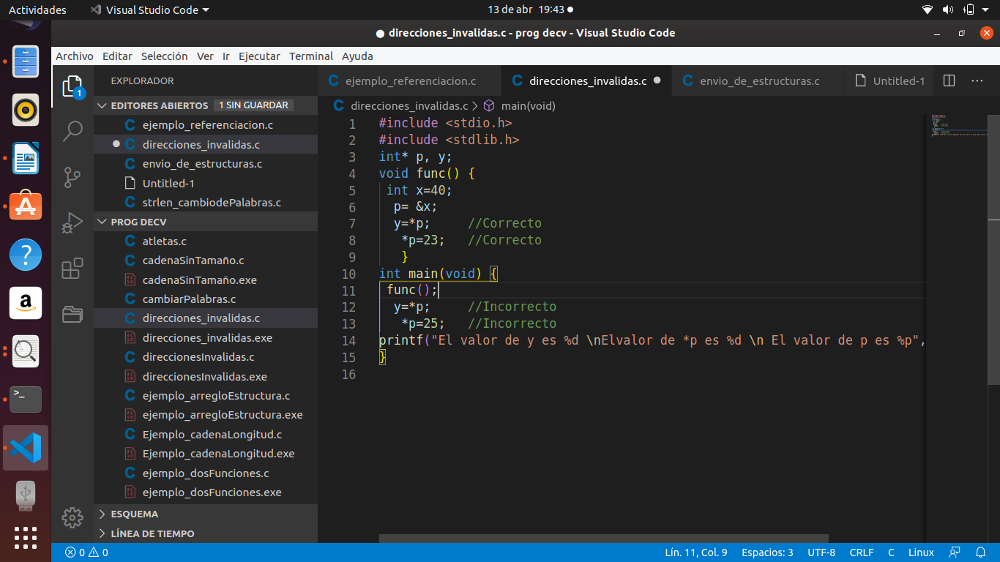 Actividades Visual Studio Code 13 de abr 19:43
direcciones_invalidas.c - prog decv - Visual Studio Code
Archivo Editar Selección Ver Ir Ejecutar Terminal Ayuda
EXPLORADOR
1
EDITORES ABIERTOS 1 SIN GUARDAR
C ejemplo_referenciacion.c
C direcciones_invalidas.c
C envio_de_estructuras.c
Untitled-1
C strlen_cambiodePalabras.c
PROG DECV
C atletas.c
C cadenaSinTamaño.c
cadenaSinTamaño.exe
C cambiarPalabras.c
C direcciones_invalidas.c
direcciones_invalidas.exe
C direccionesInvalidas.c
direccionesInvalidas.exe
C ejemplo_arregloEstructura.c
ejemplo_arregloEstructura.exe
C Ejemplo_cadenaLongitud.c
Ejemplo_cadenaLongitud.exe
C ejemplo_dosFunciones.c
ejemplo_dosFunciones.exe
ESQUEMA
LÍNEA DE TIEMPO
C ejemplo_referenciacion.c C direcciones_invalidas.c C envio_de_estructuras.c Untitled-1 ...
C direcciones_invalidas.c > main(void)
1 #include <stdio.h>
2 #include <stdlib.h>
3 int* p, y;
4 void func() {
5 int x=40;
6 p= &x;
7 y=*p; //Correcto
8 *p=23; //Correcto
9 }
10 int main(void) {
11 func();
12 y=*p; //Incorrecto
13 *p=25; //Incorrecto
14 printf("El valor de y es %d \nElvalor de *p es %d \n El valor de p es %p",
15 }
16
0 0 Lín. 11, Col. 9 Espacios: 3 UTF-8 CRLF C Linux